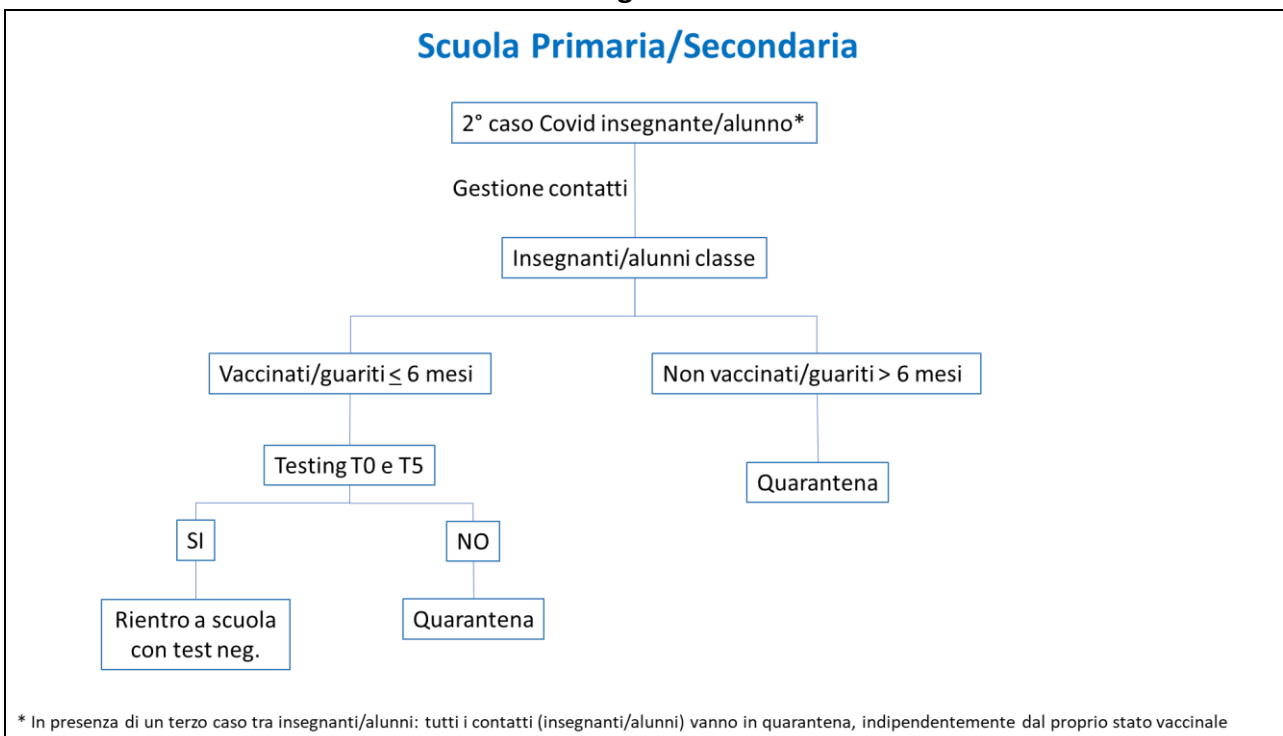 Scuola Primaria/Secondaria
2° caso Covid insegnante/alunno*
Gestione contatti
Insegnanti/alunni classe
Vaccinati/guariti ≤ 6 mesi
Non vaccinati/guariti > 6 mesi
Testing T0 e T5
Quarantena
SI
NO
Rientro a scuola
con test neg.
Quarantena
* In presenza di un terzo caso tra insegnanti/alunni: tutti i contatti (insegnanti/alunni) vanno in quarantena, indipendentemente dal proprio stato vaccinale